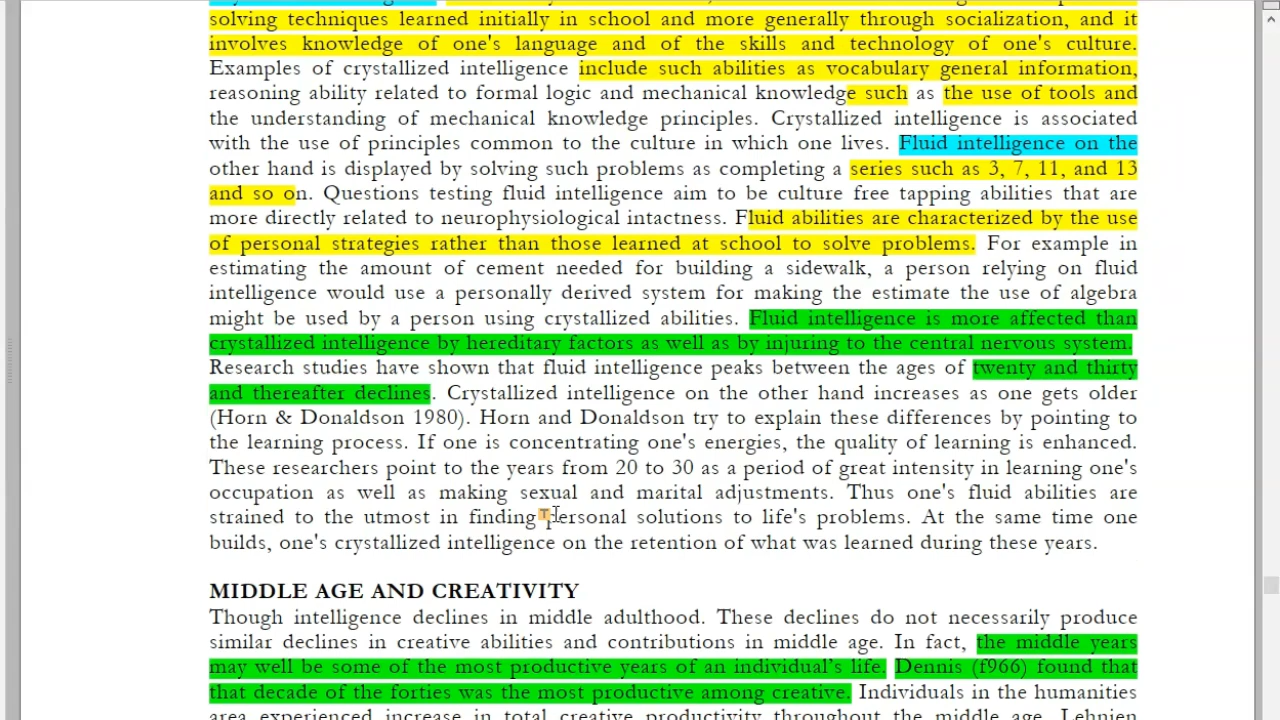 solving techniques learned initially in school and more generally through socialization, and it
involves knowledge of one's language and of the skills and technology of one's culture.
Examples of crystallized intelligence include such abilities as vocabulary general information,
reasoning ability related to formal logic and mechanical knowledge such as the use of tools and
the understanding of mechanical knowledge principles. Crystallized intelligence is associated
with the use of principles common to the culture in which one lives. Fluid intelligence on the
other hand is displayed by solving such problems as completing a series such as 3, 7, 11, and 13
and so on. Questions testing fluid intelligence aim to be culture free tapping abilities that are
more directly related to neurophysiological intactness. Fluid abilities are characterized by the use
of personal strategies rather than those learned at school to solve problems. For example in
estimating the amount of cement needed for building a sidewalk, a person relying on fluid
intelligence would use a personally derived system for making the estimate the use of algebra
might be used by a person using crystallized abilities. Fluid intelligence is more affected than
crystallized intelligence by hereditary factors as well as by injuring to the central nervous system.
Research studies have shown that fluid intelligence peaks between the ages of twenty and thirty
and thereafter declines. Crystallized intelligence on the other hand increases as one gets older
(Horn & Donaldson 1980). Horn and Donaldson try to explain these differences by pointing to
the learning process. If one is concentrating one's energies, the quality of learning is enhanced.
These researchers point to the years from 20 to 30 as a period of great intensity in learning one's
occupation as well as making sexual and marital adjustments. Thus one's fluid abilities are
strained to the utmost in finding personal solutions to life's problems. At the same time one
builds, one's crystallized intelligence on the retention of what was learned during these years.
MIDDLE AGE AND CREATIVITY
Though intelligence declines in middle adulthood. These declines do not necessarily produce
similar declines in creative abilities and contributions in middle age. In fact, the middle years
may well be some of the most productive years of an individual's life. Dennis (f966) found that
that decade of the forties was the most productive among creative. Individuals in the humanities
area experienced increase in total creative productivity throughout the middle age. Lehnien